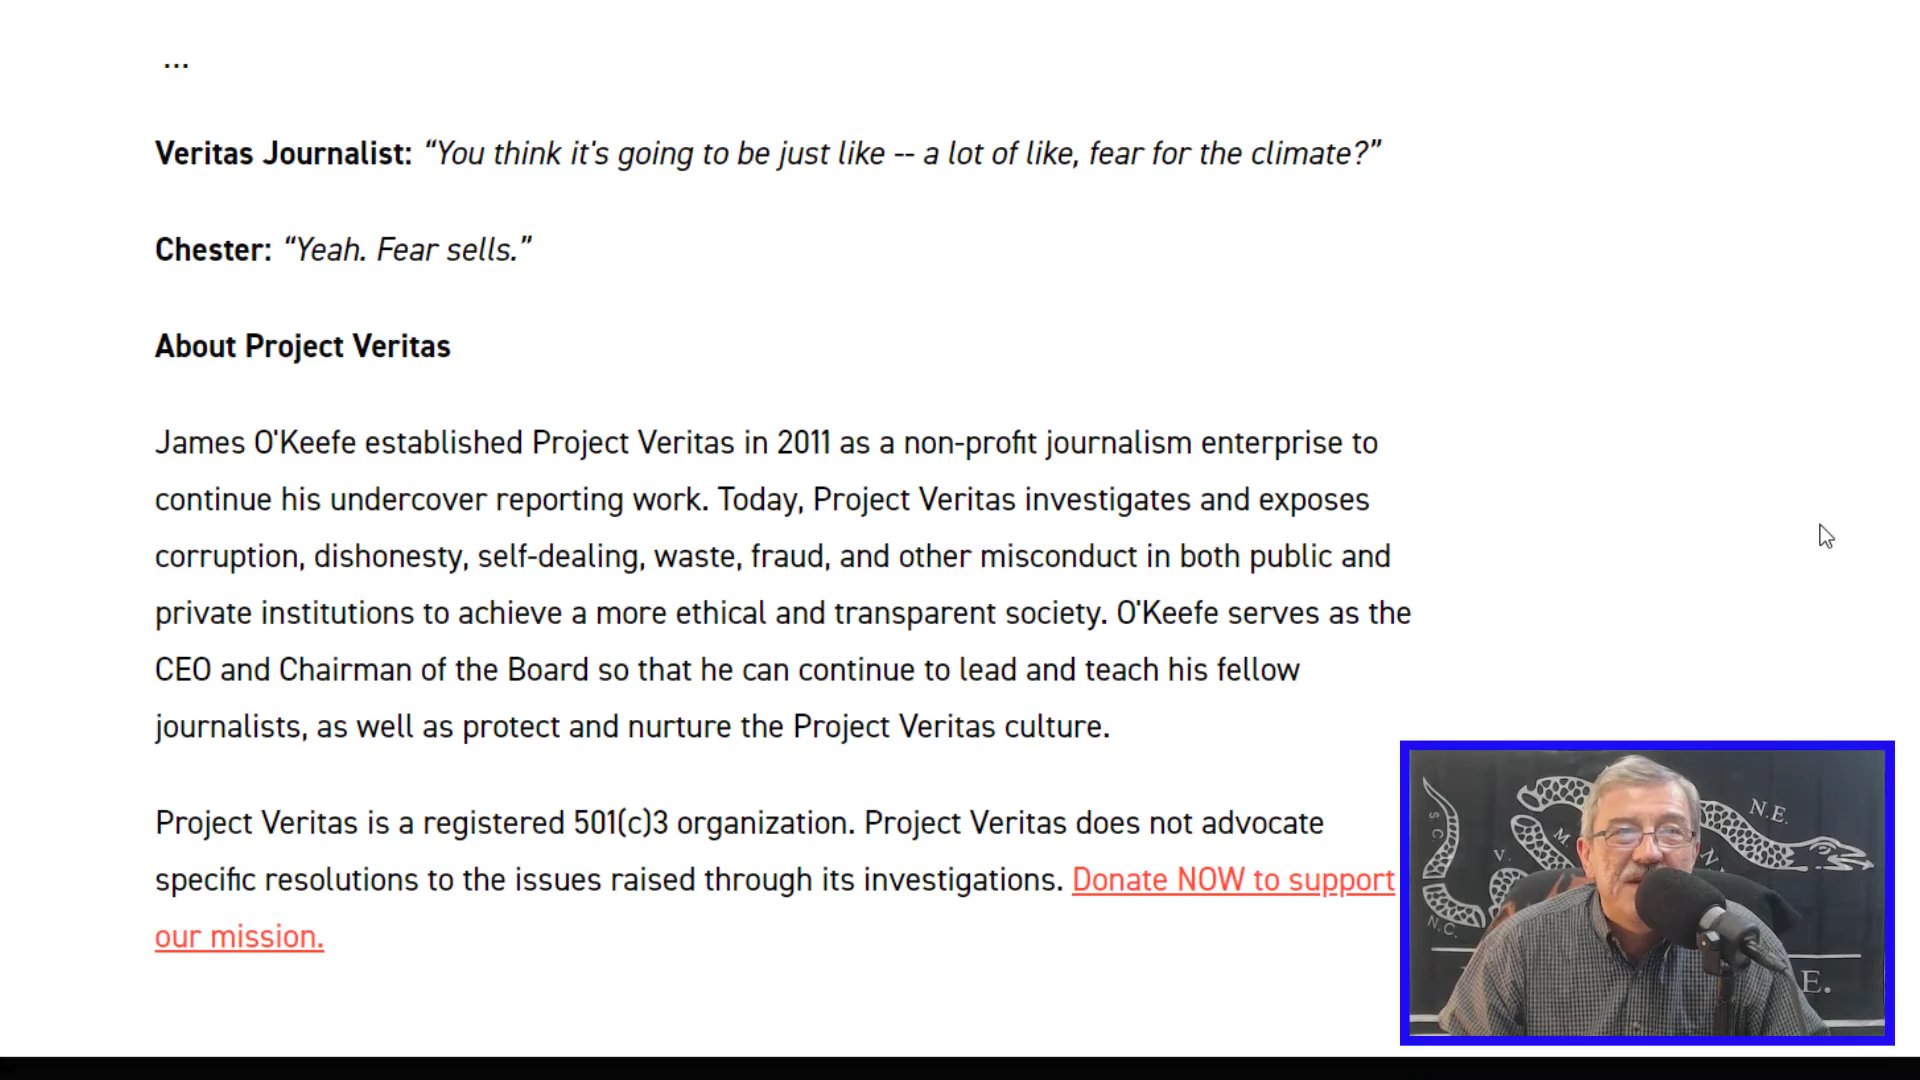 ...
Veritas Journalist: “You think it's going to be just like -- a lot of like, fear for the climate?”
Chester: “Yeah. Fear sells.”
About Project Veritas
James O'Keefe established Project Veritas in 2011 as a non-profit journalism enterprise to
continue his undercover reporting work. Today, Project Veritas investigates and exposes
corruption, dishonesty, self-dealing, waste, fraud, and other misconduct in both public and
private institutions to achieve a more ethical and transparent society. O'Keefe serves as the
CEO and Chairman of the Board so that he can continue to lead and teach his fellow
journalists, as well as protect and nurture the Project Veritas culture.
Project Veritas is a registered 501(c)3 organization. Project Veritas does not advocate
specific resolutions to the issues raised through its investigations. Donate NOW to support
our mission.
S.C.
N.C.
V.
M
N.E.
E.